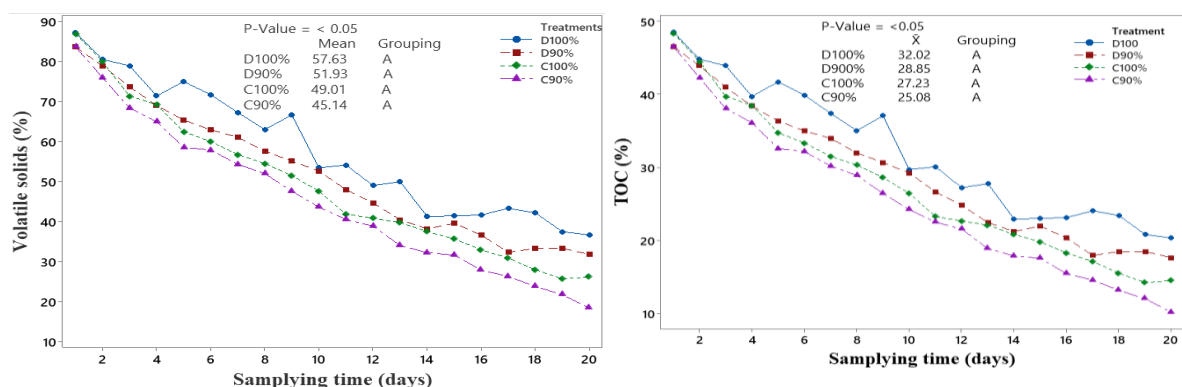 P-Value = < 0.05
Mean Grouping
D100% 57.63 A
D90% 51.93 A
C100% 49.01 A
C90% 45.14 A
Treatments
D100%
D90%
C100%
C90%
Volatile solids (%)
90
80
70
60
50
40
30
20
10
2 4 6 8 10 12 14 16 18 20
Samplying time (days)
P-Value = <0.05
X̄ Grouping
D100% 32.02 A
D900% 28.85 A
C100% 27.23 A
C90% 25.08 A
Treatment
D100
D90%
C100%
C90%
TOC (%)
50
40
30
20
10
2 4 6 8 10 12 14 16 18 20
Samplying time (days)